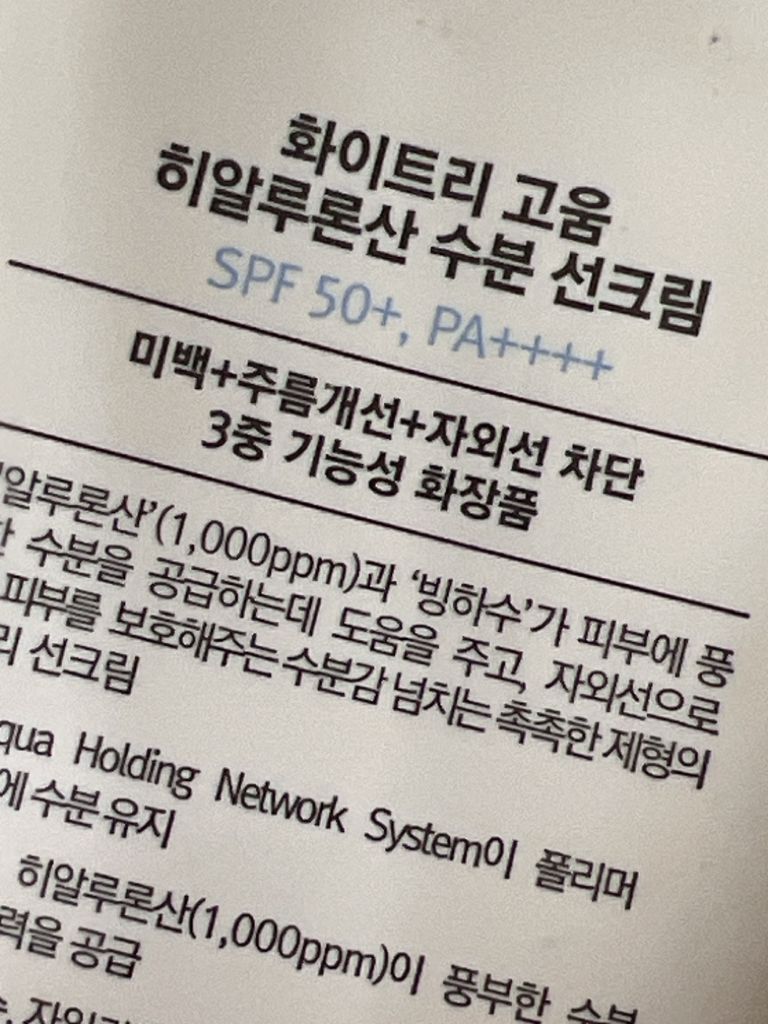 화이트리 고움
히알루론산 수분 선크림
SPF 50+, PA++++
미백+주름개선+자외선 차단
3중 기능성 화장품
알루론산’(1,000ppm)과 ‘빙하수’가 피부에 풍
수분을 공급하는데 도움을 주고, 자외선으로
피부를 보호해주는 수분감 넘치는 촉촉한 제형의
선크림
qua Holding Network System이 폴리머
에 수분 유지
히알루론산(1,000ppm)이 풍부한
력을 공급